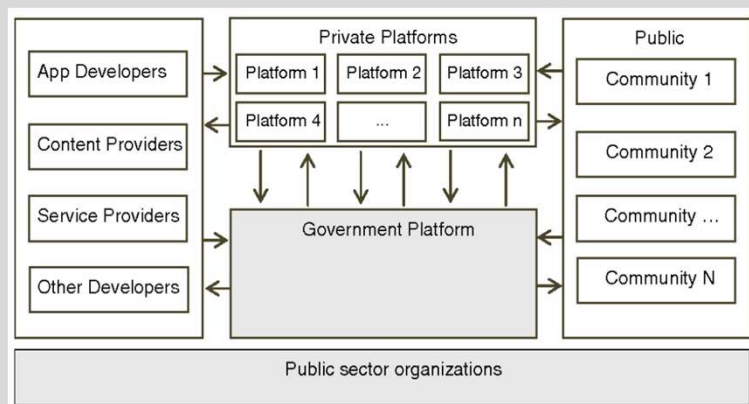 App Developers
Content Providers
Service Providers
Other Developers
Private Platforms
Platform 1 Platform 2 Platform 3
Platform 4 ... Platform n
Government Platform
Public
Community 1
Community 2
Community ...
Community N
Public sector organizations